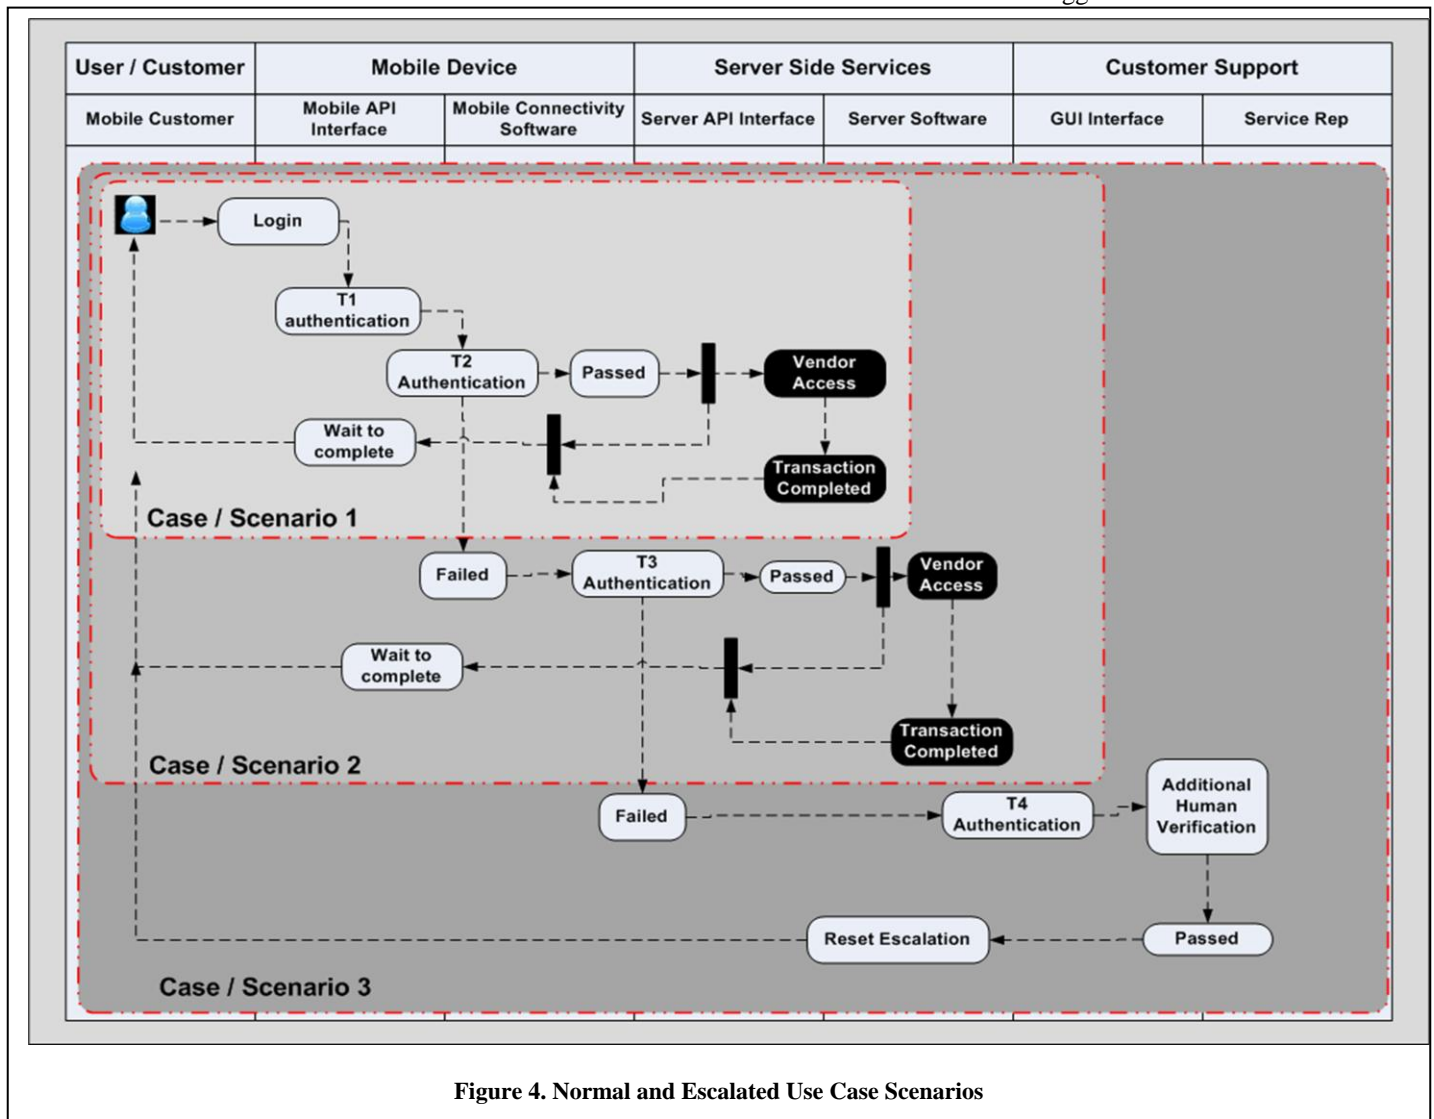 User / Customer
Mobile Device
Server Side Services
Customer Support
Mobile Customer
Mobile API
Interface
Mobile Connectivity
Software
Server API Interface
Server Software
GUI Interface
Service Rep
Login
T1
authentication
T2
Authentication
Passed
Vendor
Access
Wait to
complete
Transaction
Completed
Case / Scenario 1
Failed
T3
Authentication
Passed
Vendor
Access
Wait to
complete
Transaction
Completed
Case / Scenario 2
Failed
T4
Authentication
Additional
Human
Verification
Reset Escalation
Passed
Case / Scenario 3
Figure 4. Normal and Escalated Use Case Scenarios